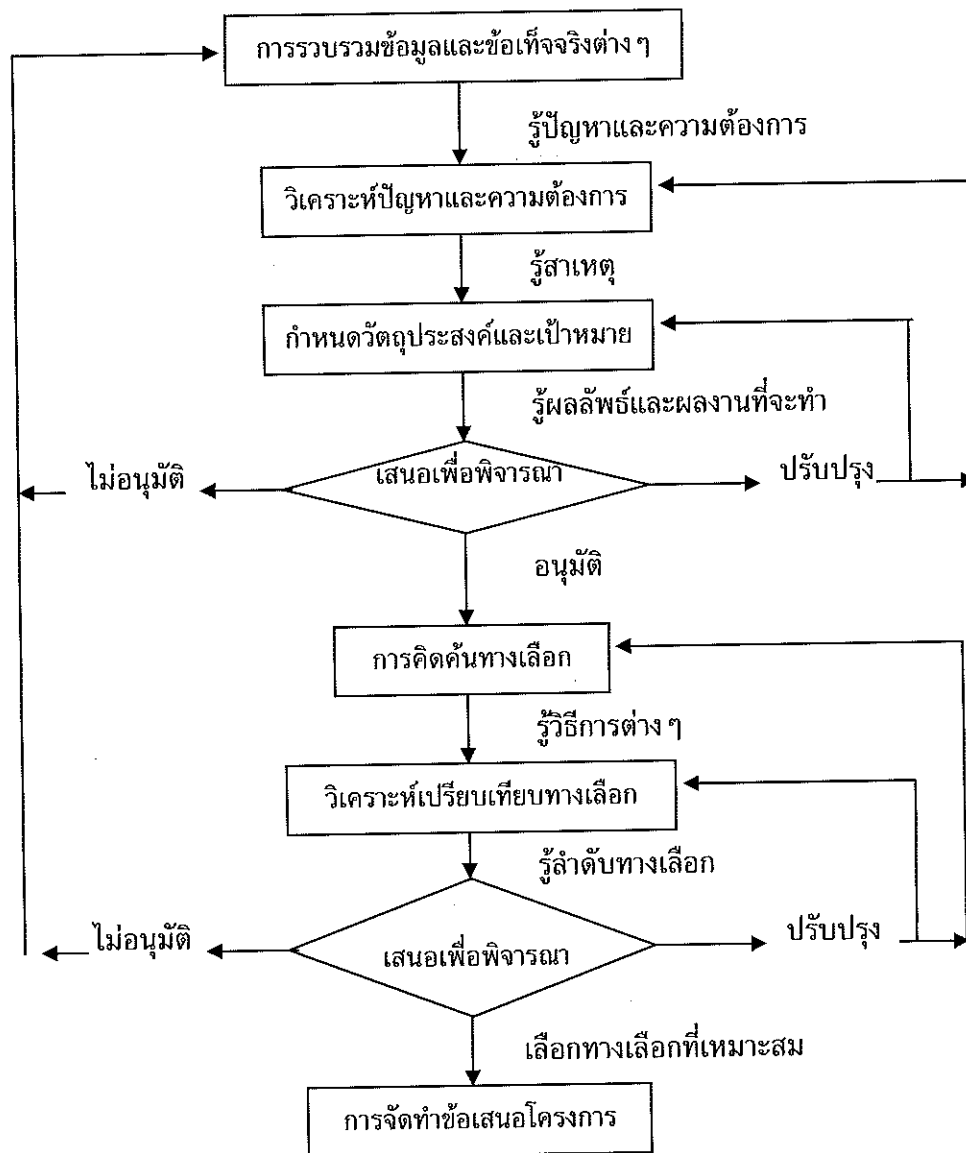 การรวบรวมข้อมูลและข้อเท็จจริงต่าง ๆ
รู้ปัญหาและความต้องการ
วิเคราะห์ปัญหาและความต้องการ
รู้สาเหตุ
กำหนดวัตถุประสงค์และเป้าหมาย
รู้ผลลัพธ์และผลงานที่จะทำ
ไม่อนุมัติ
เสนอเพื่อพิจารณา
ปรับปรุง
อนุมัติ
การคิดค้นทางเลือก
รู้วิธีการต่าง ๆ
วิเคราะห์เปรียบเทียบทางเลือก
รู้ลำดับทางเลือก
ไม่อนุมัติ
เสนอเพื่อพิจารณา
ปรับปรุง
เลือกทางเลือกที่เหมาะสม
การจัดทำข้อเสนอโครงการ